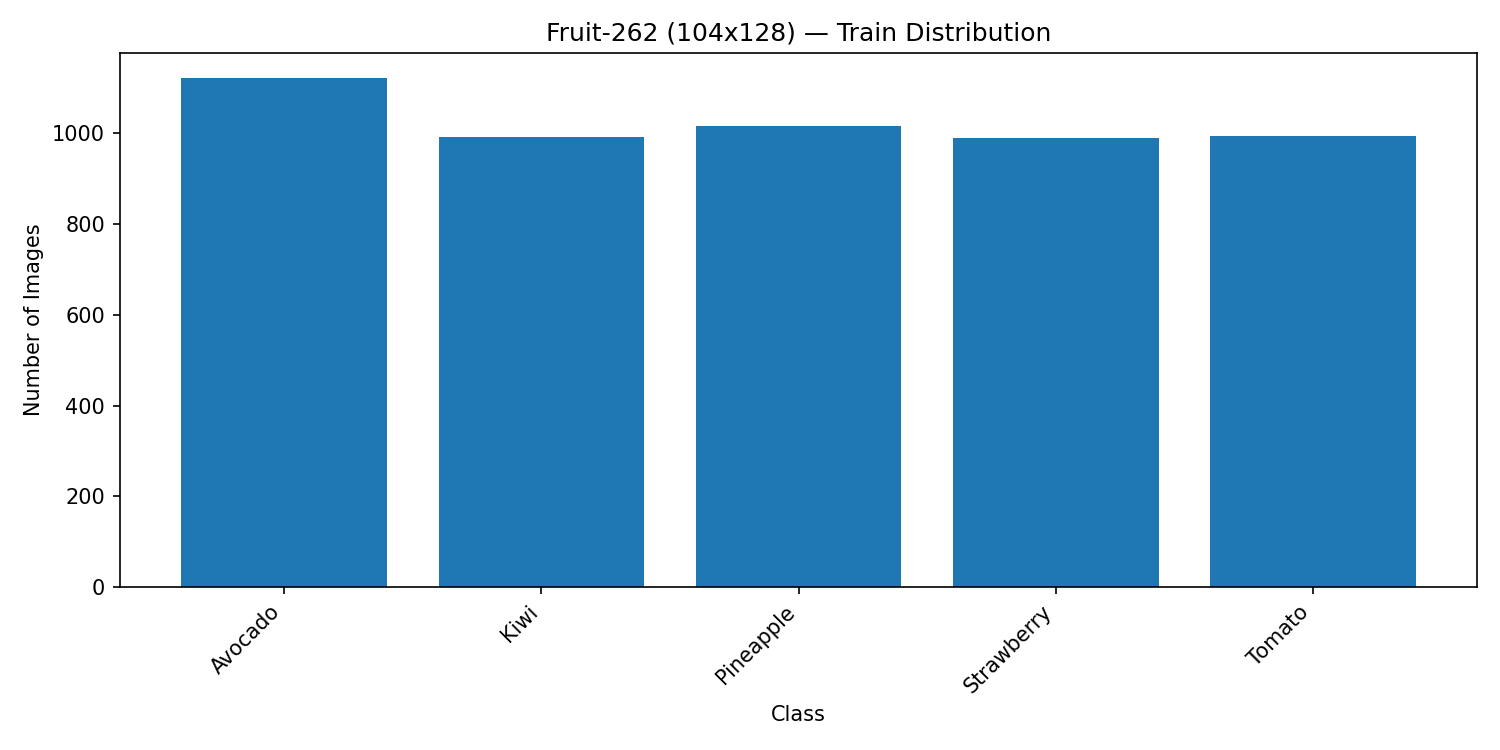 Fruit-262 (104x128) — Train Distribution
Number of Images
1000
800
600
400
200
0
Avocado
Kiwi
Pineapple
Strawberry
Tomato
Class